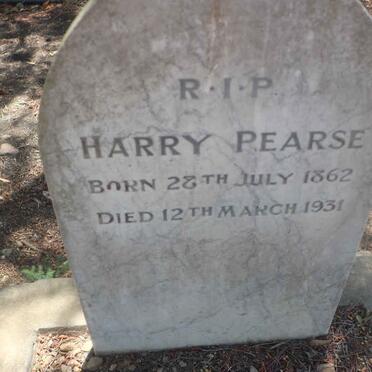 R·I·P
HARRY PEARSE
BORN 28TH JULY 1862
DIED 12TH MARCH 1931